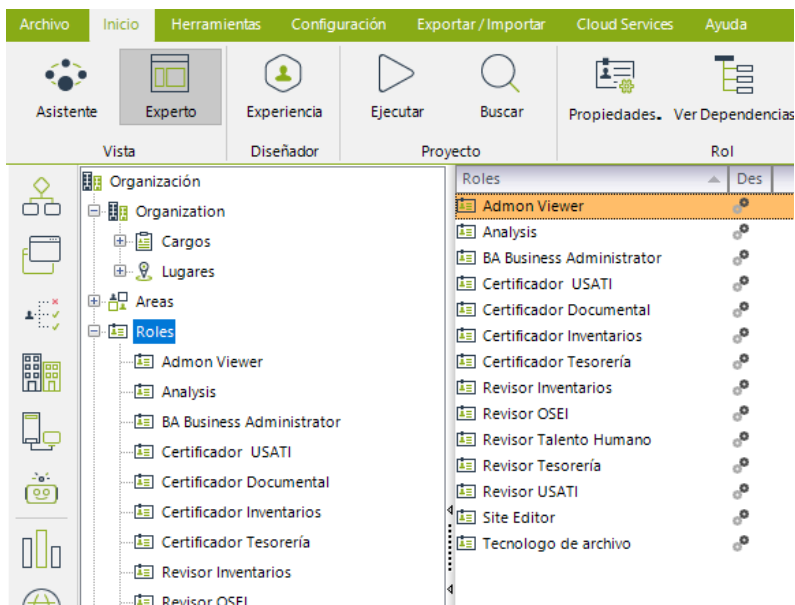 Archivo Inicio Herramientas Configuración Exportar / Importar Cloud Services Ayuda
Asistente Experto Experiencia Ejecutar Buscar Propiedades. Ver Dependencias
Vista Diseñador Proyecto Rol
Organización
Organization
Cargos
Lugares
Areas
Roles
Admon Viewer
Analysis
BA Business Administrator
Certificador USATI
Certificador Documental
Certificador Inventarios
Certificador Tesorería
Revisor Inventarios
Revisor OSEI
Roles Des
Admon Viewer
Analysis
BA Business Administrator
Certificador USATI
Certificador Documental
Certificador Inventarios
Certificador Tesorería
Revisor Inventarios
Revisor OSEI
Revisor Talento Humano
Revisor Tesorería
Revisor USATI
Site Editor
Tecnologo de archivo